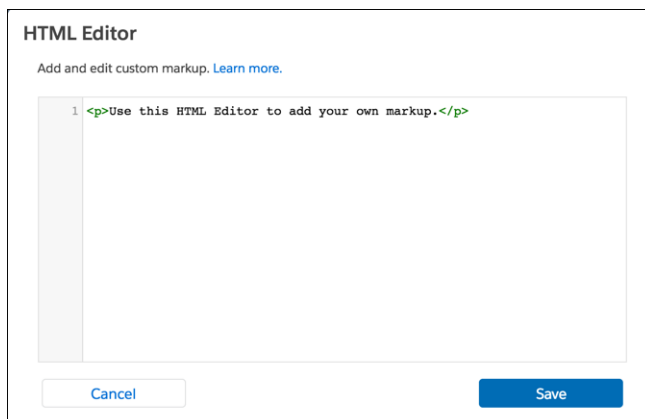 HTML Editor
Add and edit custom markup. Learn more.
1 <p>Use this HTML Editor to add your own markup.</p>
Cancel Save